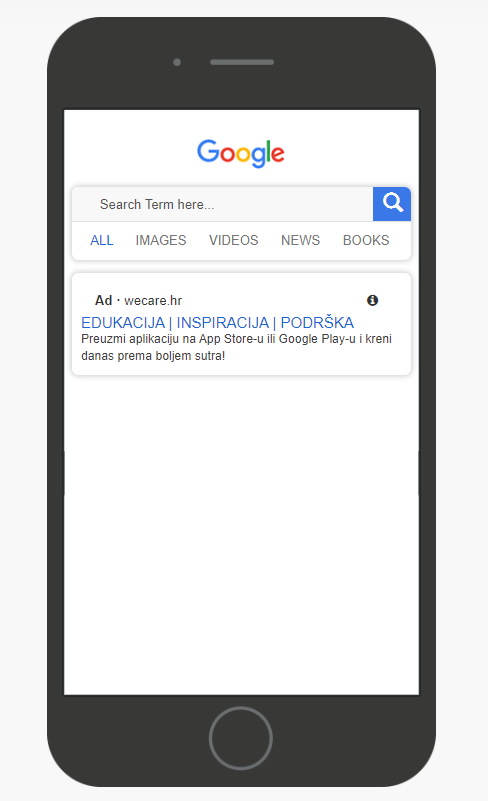 Google
Search Term here...
ALL IMAGES VIDEOS NEWS BOOKS
Ad · wecare.hr
EDUKACIJA | INSPIRACIJA | PODRŠKA
Preuzmi aplikaciju na App Store-u ili Google Play-u i kreni
danas prema boljem sutra!